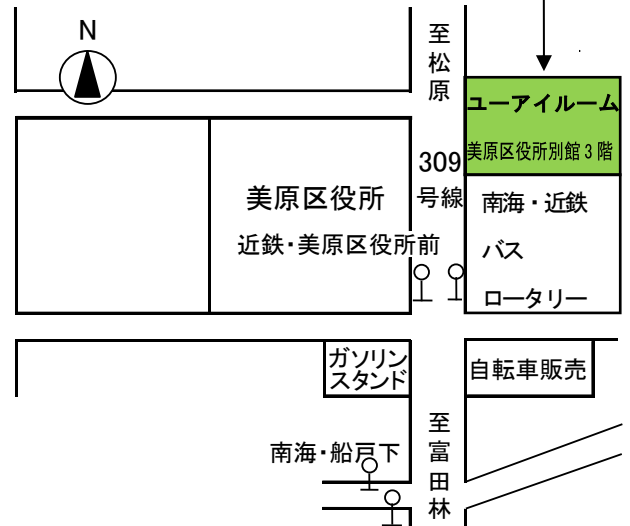 N
至松原
ユーアイルーム
美原区役所別館3階
309
号線
美原区役所
近鉄・美原区役所前
南海・近鉄
バス
ロータリー
ガソリン
スタンド
自転車販売
至富田林
南海・船戸下